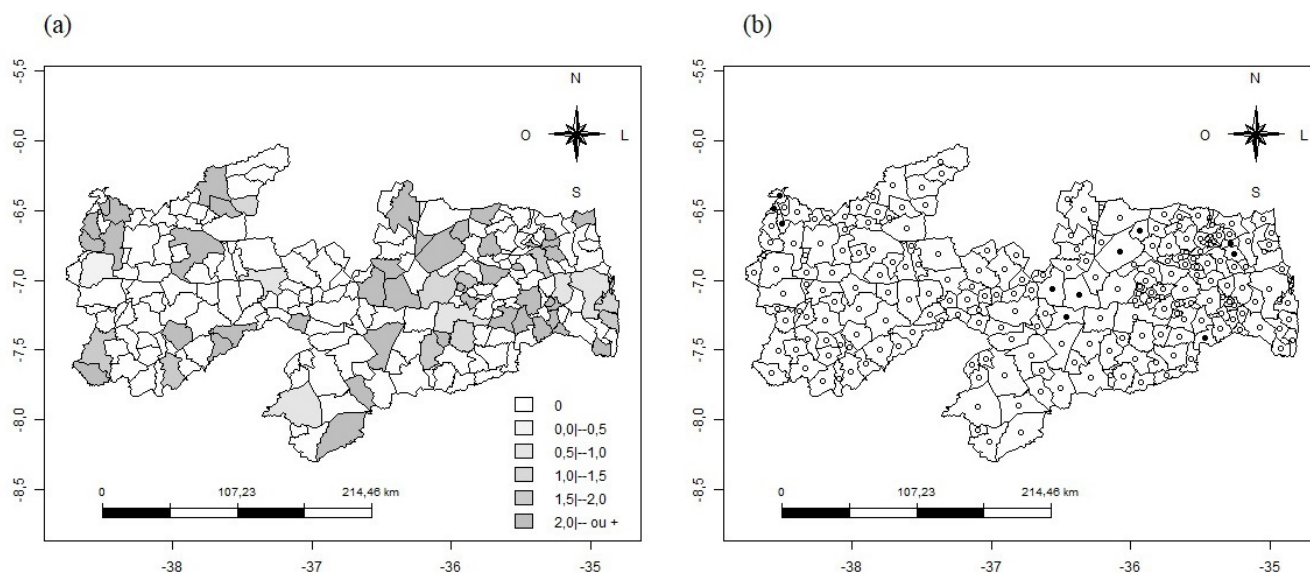 (a)
-5,5
-6,0
-6,5
-7,0
-7,5
-8,0
-8,5
N
O
L
S
0
0,0|--0,5
0,5|--1,0
1,0|--1,5
1,5|--2,0
2,0|-- ou +
0
107,23
214,46 km
-38
-37
-36
-35
(b)
-5,5
-6,0
-6,5
-7,0
-7,5
-8,0
-8,5
N
O
L
S
0
107,23
214,46 km
-38
-37
-36
-35